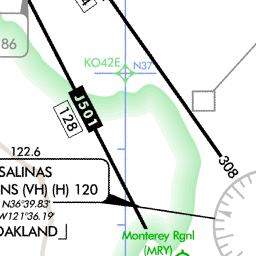 86
KO42E
N37
J501
128
308
122.6
SALINAS
NS (VH) (H) 120
N36°39.83'
W121°36.19'
OAKLAND
Monterey Rgnl
(MRY)